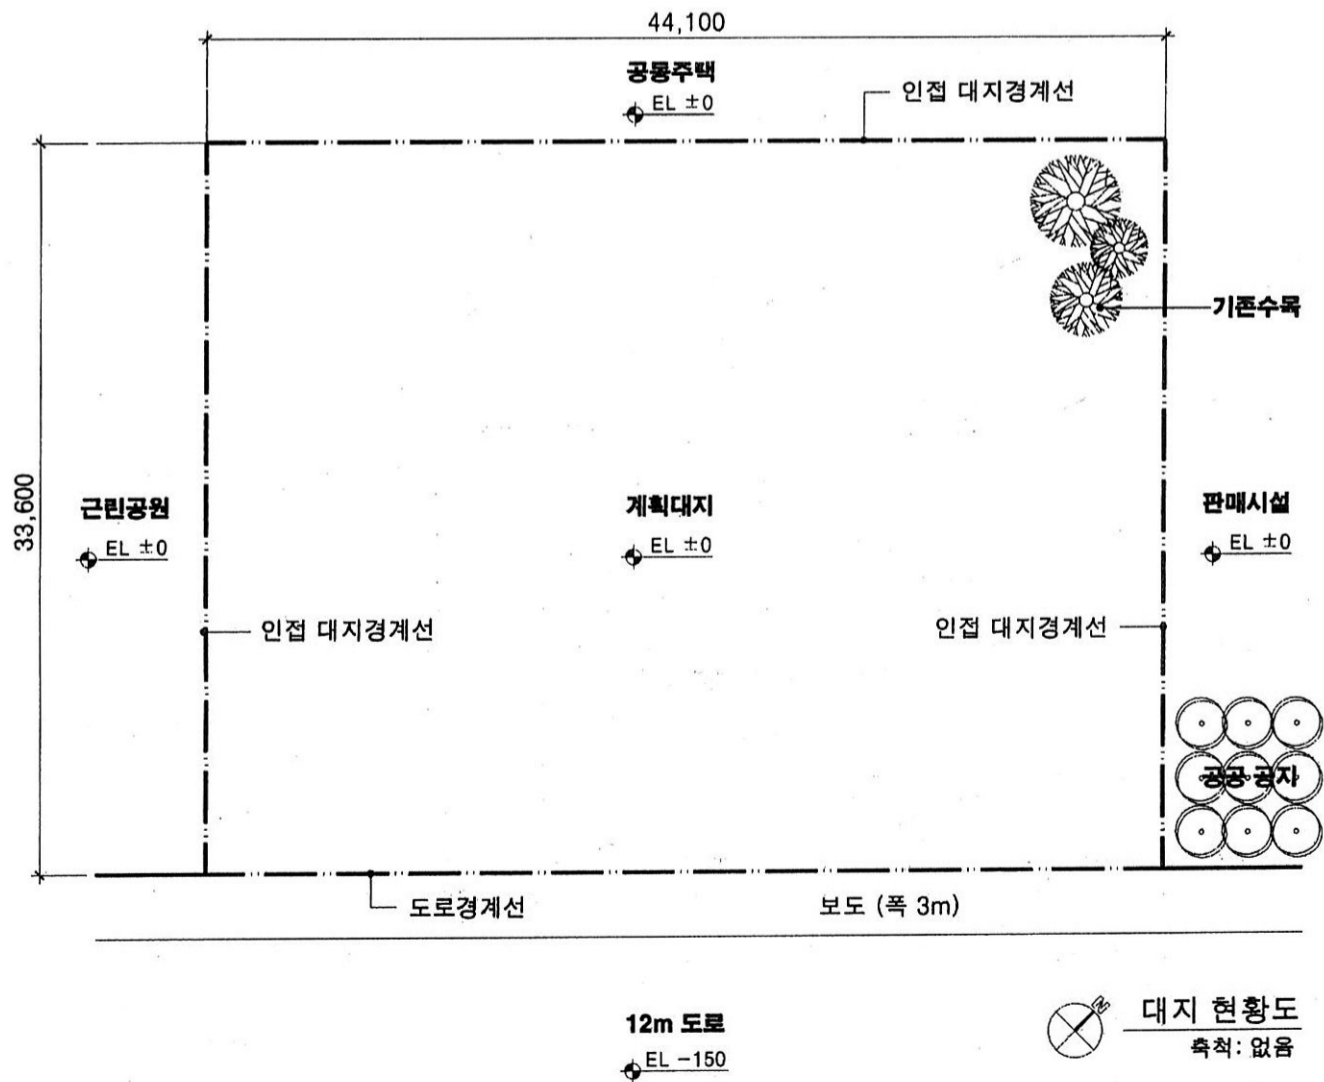 44,100
공동주택
EL ±0
인접 대지경계선
기존수목
33,600
근린공원
EL ±0
계획대지
EL ±0
판매시설
EL ±0
인접 대지경계선
인접 대지경계선
공공 공지
도로경계선
보도 (폭 3m)
12m 도로
EL -150
N
대지 현황도
축척: 없음